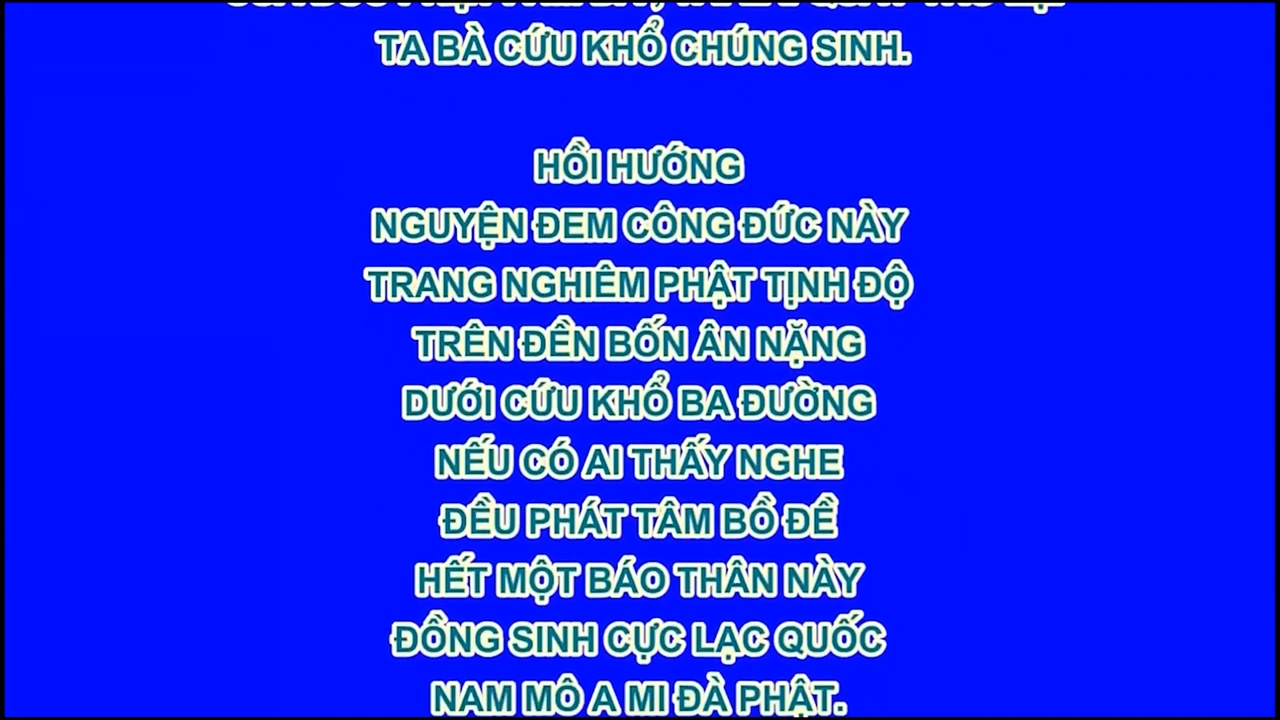 TA BÀ CỨU KHỔ CHÚNG SINH.
HỒI HƯỚNG
NGUYỆN ĐEM CÔNG ĐỨC NÀY
TRANG NGHIÊM PHẬT TỊNH ĐỘ
TRÊN ĐỀN BỐN ÂN NẶNG
DƯỚI CỨU KHỔ BA ĐƯỜNG
NẾU CÓ AI THẤY NGHE
ĐỀU PHÁT TÂM BỒ ĐỀ
HẾT MỘT BÁO THÂN NÀY
ĐỒNG SINH CỰC LẠC QUỐC
NAM MÔ A MI ĐÀ PHẬT.